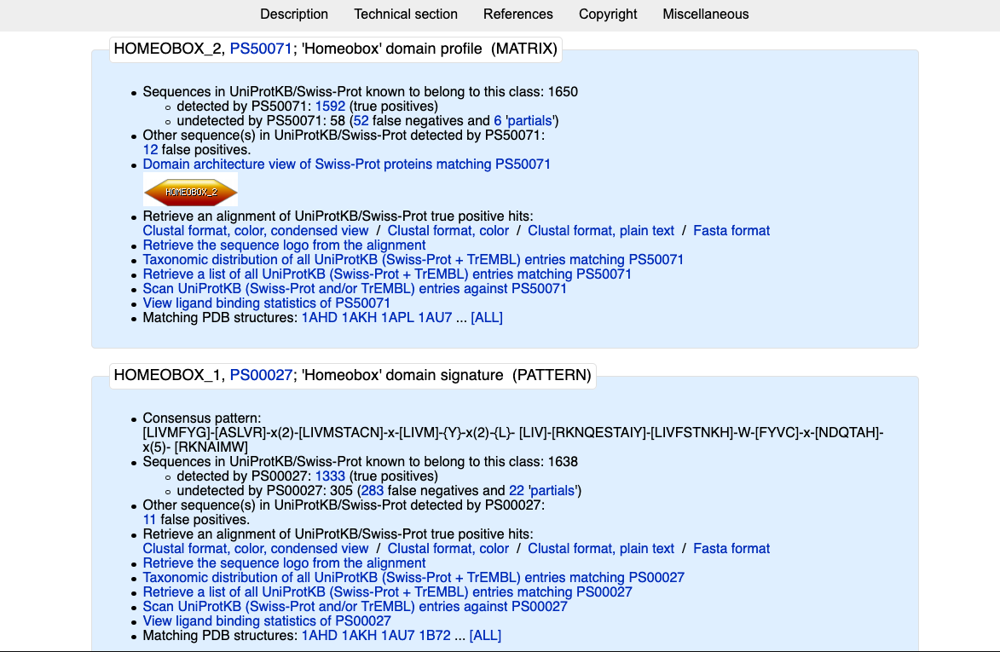 Description Technical section References Copyright Miscellaneous
HOMEOBOX_2, PS50071; 'Homeobox' domain profile (MATRIX)
Sequences in UniProtKB/Swiss-Prot known to belong to this class: 1650
detected by PS50071: 1592 (true positives)
undetected by PS50071: 58 (52 false negatives and 6 'partials')
Other sequence(s) in UniProtKB/Swiss-Prot detected by PS50071:
12 false positives.
Domain architecture view of Swiss-Prot proteins matching PS50071
HOMEOBOX_2
Retrieve an alignment of UniProtKB/Swiss-Prot true positive hits:
Clustal format, color, condensed view / Clustal format, color / Clustal format, plain text / Fasta format
Retrieve the sequence logo from the alignment
Taxonomic distribution of all UniProtKB (Swiss-Prot + TrEMBL) entries matching PS50071
Retrieve a list of all UniProtKB (Swiss-Prot + TrEMBL) entries matching PS50071
Scan UniProtKB (Swiss-Prot and/or TrEMBL) entries against PS50071
View ligand binding statistics of PS50071
Matching PDB structures: 1AHD 1AKH 1APL 1AU7 ... [ALL]
HOMEOBOX_1, PS00027; 'Homeobox' domain signature (PATTERN)
Consensus pattern:
[LIVMFYG]-[ASLVR]-x(2)-[LIVMSTACN]-x-[LIVM]-{Y}-x(2)-{L}- [LIV]-[RKNQESTAIY]-[LIVFSTNKH]-W-[FYVC]-x-[NDQTAH]-
x(5)- [RKNAIMW]
Sequences in UniProtKB/Swiss-Prot known to belong to this class: 1638
detected by PS00027: 1333 (true positives)
undetected by PS00027: 305 (283 false negatives and 22 'partials')
Other sequence(s) in UniProtKB/Swiss-Prot detected by PS00027:
11 false positives.
Retrieve an alignment of UniProtKB/Swiss-Prot true positive hits:
Clustal format, color, condensed view / Clustal format, color / Clustal format, plain text / Fasta format
Retrieve the sequence logo from the alignment
Taxonomic distribution of all UniProtKB (Swiss-Prot + TrEMBL) entries matching PS00027
Retrieve a list of all UniProtKB (Swiss-Prot + TrEMBL) entries matching PS00027
Scan UniProtKB (Swiss-Prot and/or TrEMBL) entries against PS00027
View ligand binding statistics of PS00027
Matching PDB structures: 1AHD 1AKH 1AU7 1B72 ... [ALL]